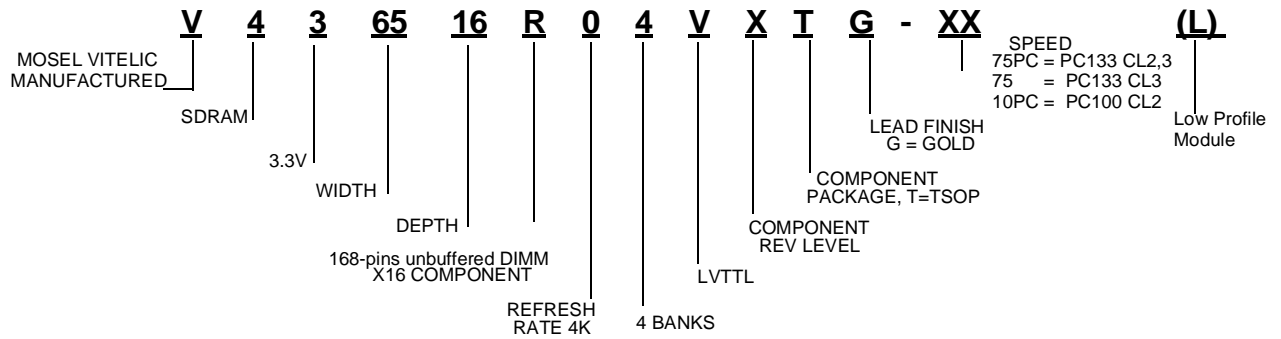 V 4 3 65 16 R 0 4 V X T G - XX (L)
MOSEL VITELIC
MANUFACTURED
SDRAM
3.3V
WIDTH
DEPTH
168-pins unbuffered DIMM
X16 COMPONENT
REFRESH
RATE 4K
4 BANKS
LVTTL
COMPONENT
REV LEVEL
COMPONENT
PACKAGE, T=TSOP
LEAD FINISH
G = GOLD
SPEED
75PC = PC133 CL2,3
75 = PC133 CL3
10PC = PC100 CL2
Low Profile
Module